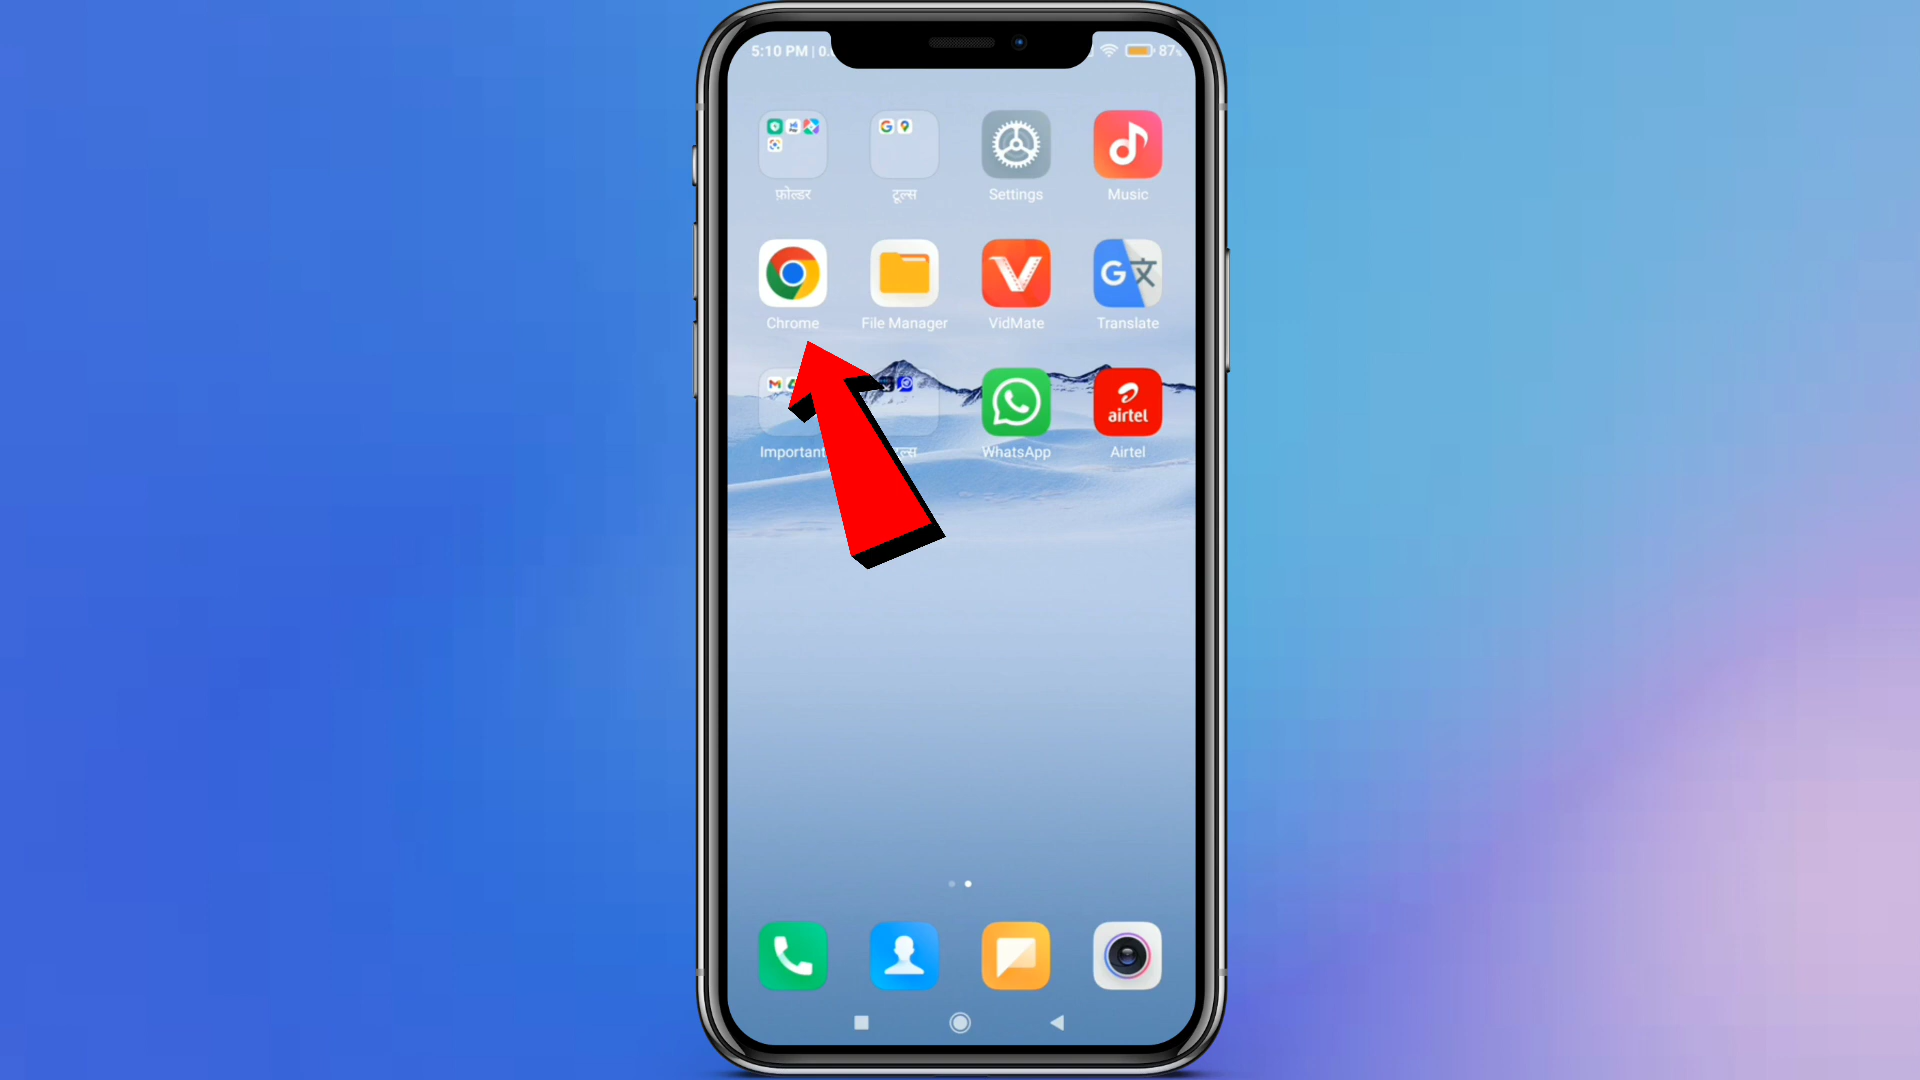 5:10 PM | 0.
87
फ़ोल्डर
टूल्स
Settings
Music
Chrome
File Manager
VidMate
Translate
airtel
Important
WhatsApp
Airtel